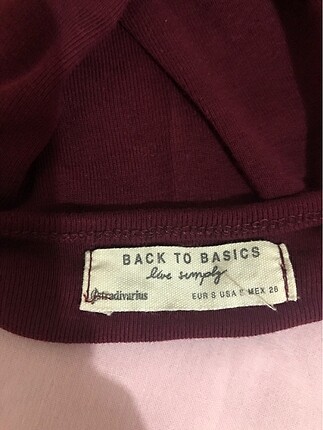 BACK TO BASICS
live simply
stradivarius EUR S USA S MEX 26